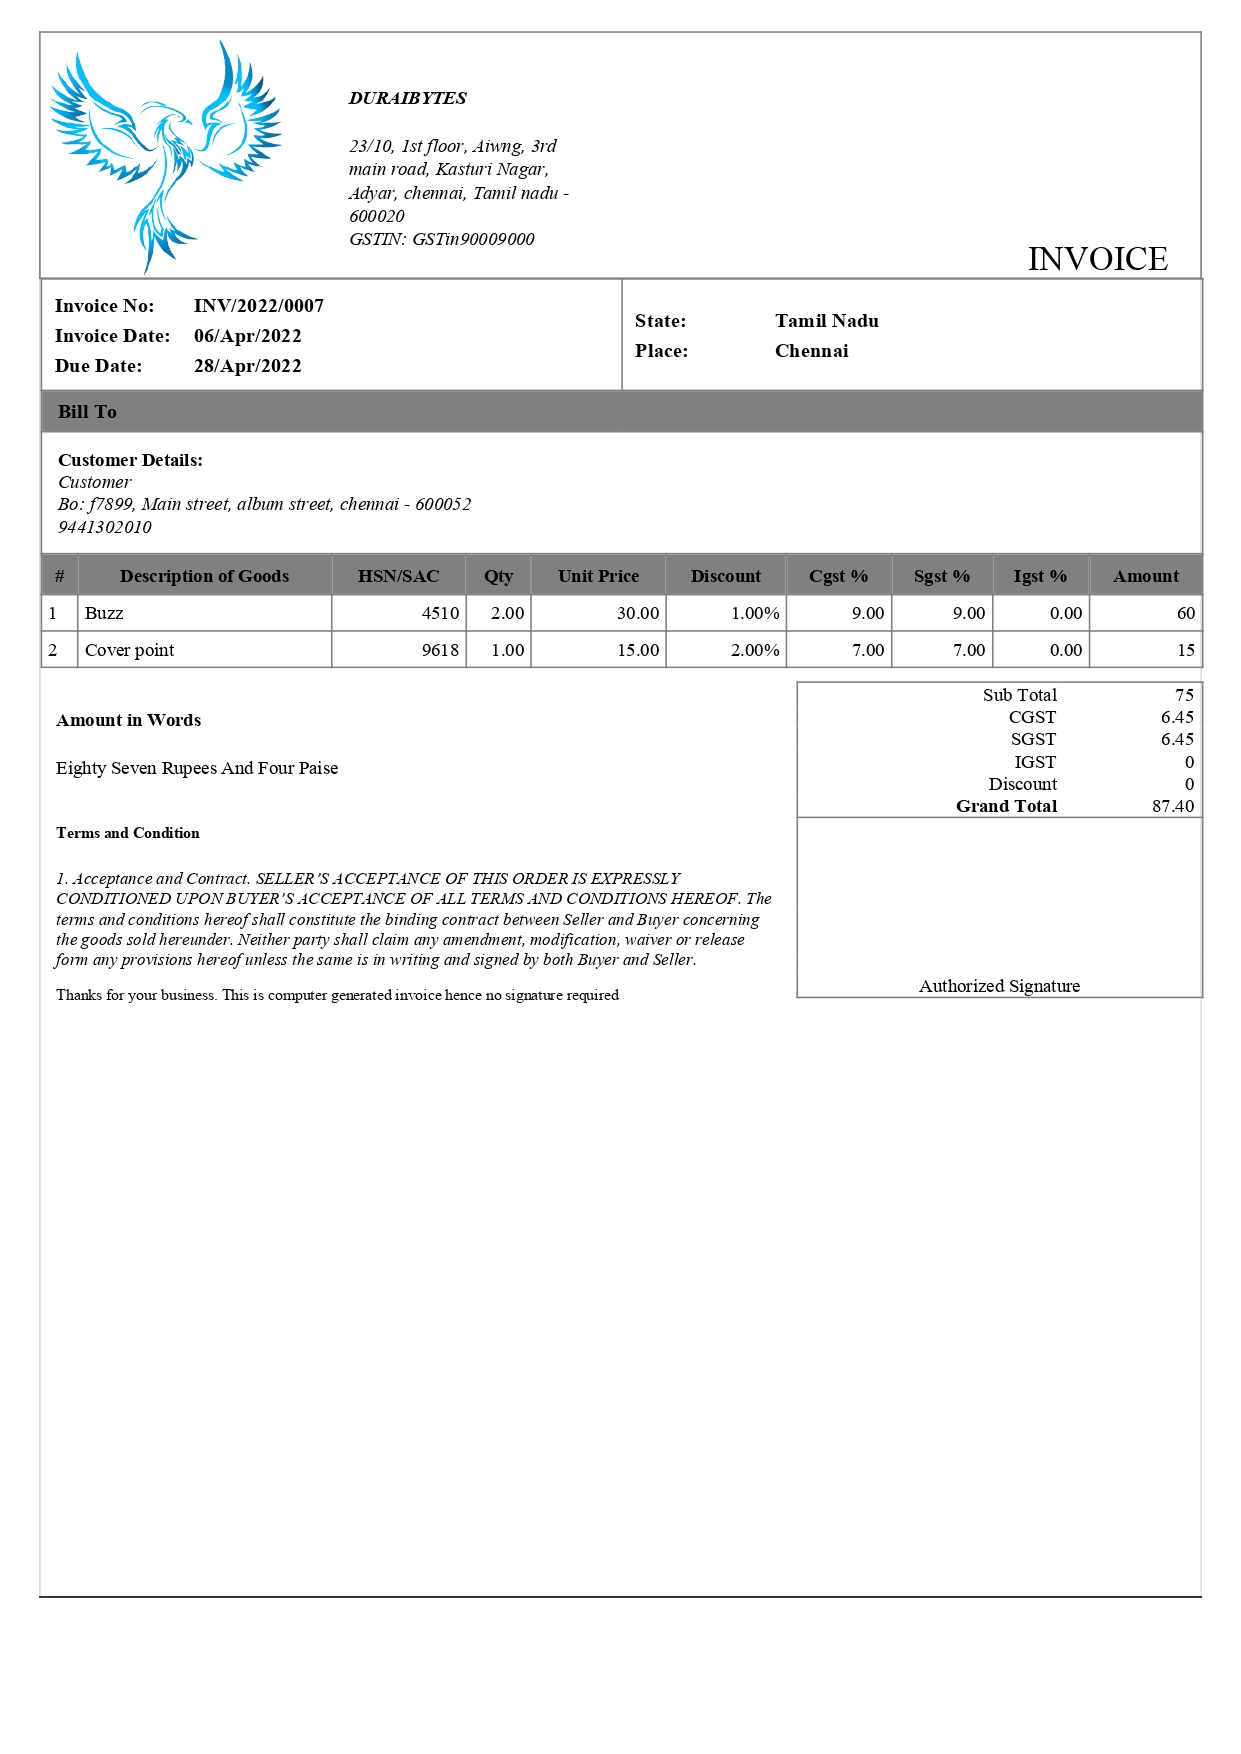 DURAIBYTES
23/10, 1st floor, Aiwng, 3rd
main road, Kasturi Nagar,
Adyar, chennai, Tamil nadu -
600020
GSTIN: GSTin90009000
INVOICE
Invoice No: INV/2022/0007
Invoice Date: 06/Apr/2022
Due Date: 28/Apr/2022
State: Tamil Nadu
Place: Chennai
Bill To
Customer Details:
Customer
Bo: f7899, Main street, album street, chennai - 600052
9441302010
# Description of Goods HSN/SAC Qty Unit Price Discount Cgst % Sgst % Igst % Amount
1 Buzz 4510 2.00 30.00 1.00% 9.00 9.00 0.00 60
2 Cover point 9618 1.00 15.00 2.00% 7.00 7.00 0.00 15
Sub Total 75
CGST 6.45
SGST 6.45
IGST 0
Discount 0
Grand Total 87.40
Amount in Words
Eighty Seven Rupees And Four Paise
Terms and Condition
1. Acceptance and Contract. SELLER'S ACCEPTANCE OF THIS ORDER IS EXPRESSLY
CONDITIONED UPON BUYER'S ACCEPTANCE OF ALL TERMS AND CONDITIONS HEREOF. The
terms and conditions hereof shall constitute the binding contract between Seller and Buyer concerning
the goods sold hereunder. Neither party shall claim any amendment, modification, waiver or release
form any provisions hereof unless the same is in writing and signed by both Buyer and Seller.
Thanks for your business. This is computer generated invoice hence no signature required
Authorized Signature